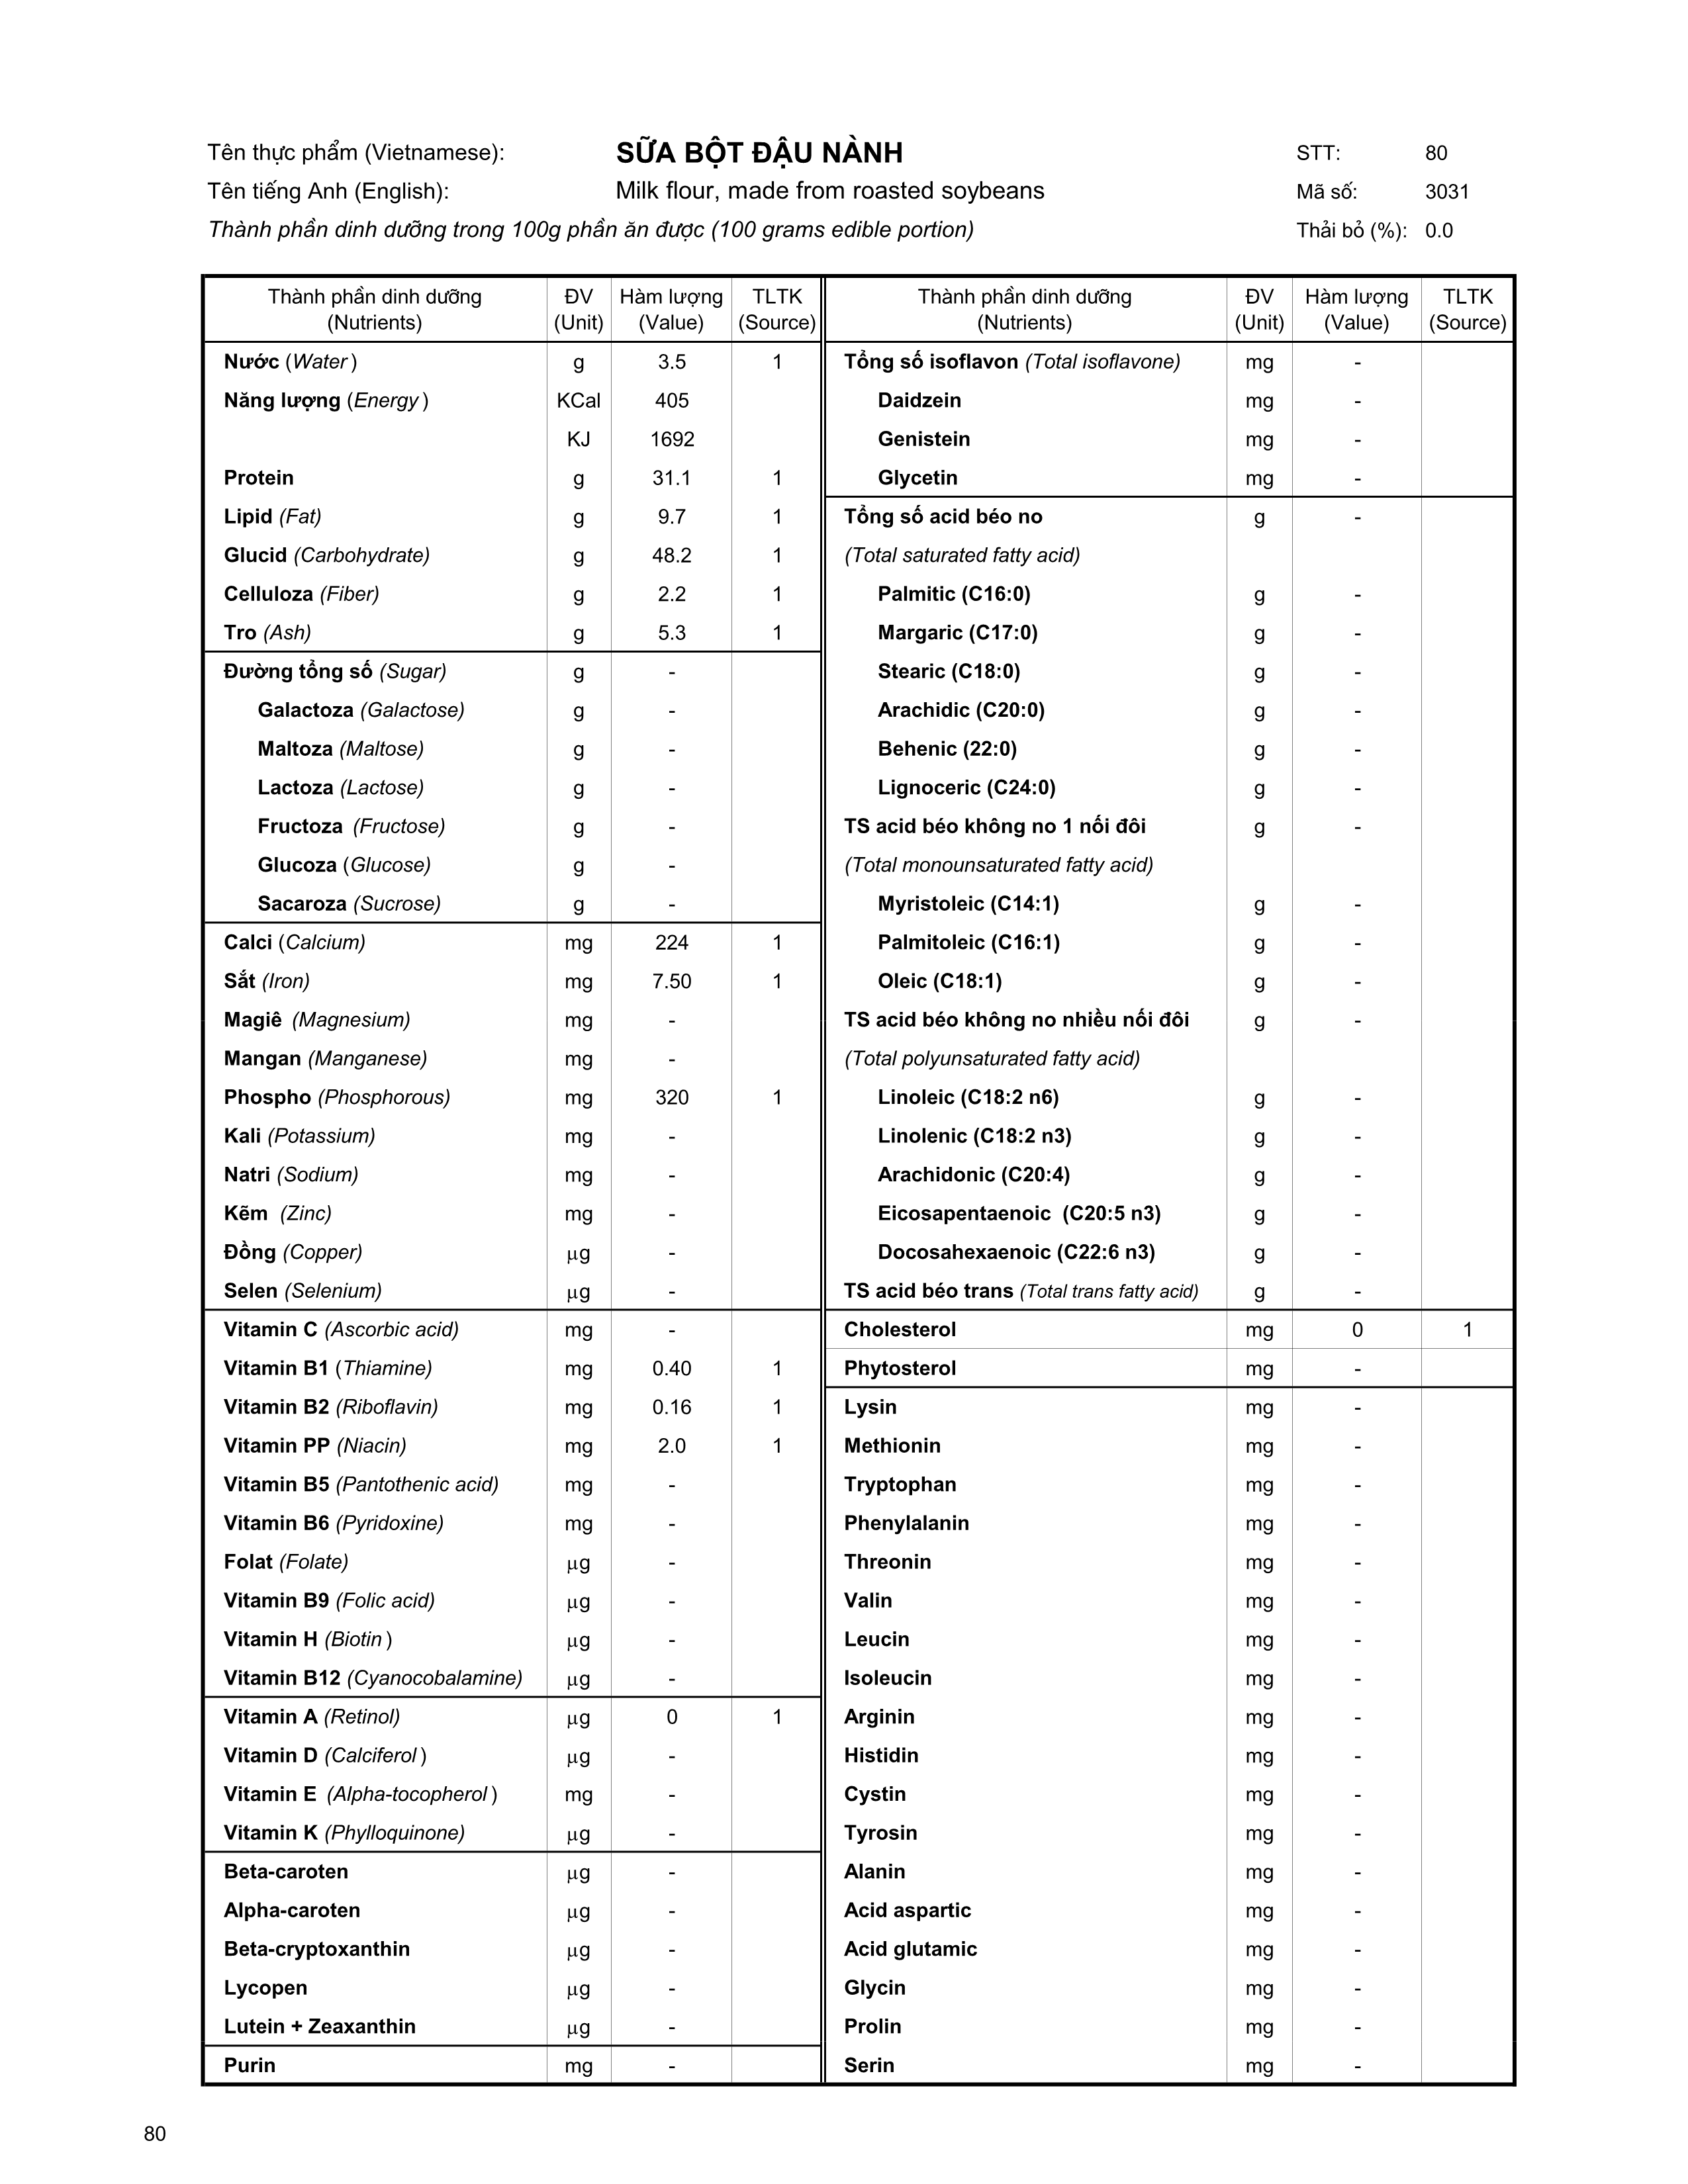 Tên thực phẩm (Vietnamese): SỮA BỘT ĐẬU NÀNH STT: 80
Tên tiếng Anh (English): Milk flour, made from roasted soybeans Mã số: 3031
Thành phần dinh dưỡng trong 100g phần ăn được (100 grams edible portion) Thải bỏ (%): 0.0
Thành phần dinh dưỡng ĐV Hàm lượng TLTK
(Nutrients) (Unit) (Value) (Source)
Nước (Water) g 3.5 1
Năng lượng (Energy) KCal 405
KJ 1692
Protein g 31.1 1
Lipid (Fat) g 9.7 1
Glucid (Carbohydrate) g 48.2 1
Celluloza (Fiber) g 2.2 1
Tro (Ash) g 5.3 1
Đường tổng số (Sugar) g -
Galactoza (Galactose) g -
Maltoza (Maltose) g -
Lactoza (Lactose) g -
Fructoza (Fructose) g -
Glucoza (Glucose) g -
Sacaroza (Sucrose) g -
Calci (Calcium) mg 224 1
Sắt (Iron) mg 7.50 1
Magiê (Magnesium) mg -
Mangan (Manganese) mg -
Phospho (Phosphorous) mg 320 1
Kali (Potassium) mg -
Natri (Sodium) mg -
Kẽm (Zinc) mg -
Đồng (Copper) µg -
Selen (Selenium) µg -
Vitamin C (Ascorbic acid) mg -
Vitamin B1 (Thiamine) mg 0.40 1
Vitamin B2 (Riboflavin) mg 0.16 1
Vitamin PP (Niacin) mg 2.0 1
Vitamin B5 (Pantothenic acid) mg -
Vitamin B6 (Pyridoxine) mg -
Folat (Folate) µg -
Vitamin B9 (Folic acid) µg -
Vitamin H (Biotin) µg -
Vitamin B12 (Cyanocobalamine) µg -
Vitamin A (Retinol) µg 0 1
Vitamin D (Calciferol) µg -
Vitamin E (Alpha-tocopherol) mg -
Vitamin K (Phylloquinone) µg -
Beta-caroten µg -
Alpha-caroten µg -
Beta-cryptoxanthin µg -
Lycopen µg -
Lutein + Zeaxanthin µg -
Purin mg -
Thành phần dinh dưỡng ĐV Hàm lượng TLTK
(Nutrients) (Unit) (Value) (Source)
Tổng số isoflavon (Total isoflavone) mg -
Daidzein mg -
Genistein mg -
Glycetin mg -
Tổng số acid béo no g -
(Total saturated fatty acid)
Palmitic (C16:0) g -
Margaric (C17:0) g -
Stearic (C18:0) g -
Arachidic (C20:0) g -
Behenic (22:0) g -
Lignoceric (C24:0) g -
TS acid béo không no 1 nối đôi g -
(Total monounsaturated fatty acid)
Myristoleic (C14:1) g -
Palmitoleic (C16:1) g -
Oleic (C18:1) g -
TS acid béo không no nhiều nối đôi g -
(Total polyunsaturated fatty acid)
Linoleic (C18:2 n6) g -
Linolenic (C18:2 n3) g -
Arachidonic (C20:4) g -
Eicosapentaenoic (C20:5 n3) g -
Docosahexaenoic (C22:6 n3) g -
TS acid béo trans (Total trans fatty acid) g -
Cholesterol mg 0 1
Phytosterol mg -
Lysin mg -
Methionin mg -
Tryptophan mg -
Phenylalanin mg -
Threonin mg -
Valin mg -
Leucin mg -
Isoleucin mg -
Arginin mg -
Histidin mg -
Cystin mg -
Tyrosin mg -
Alanin mg -
Acid aspartic mg -
Acid glutamic mg -
Glycin mg -
Prolin mg -
Serin mg -
80